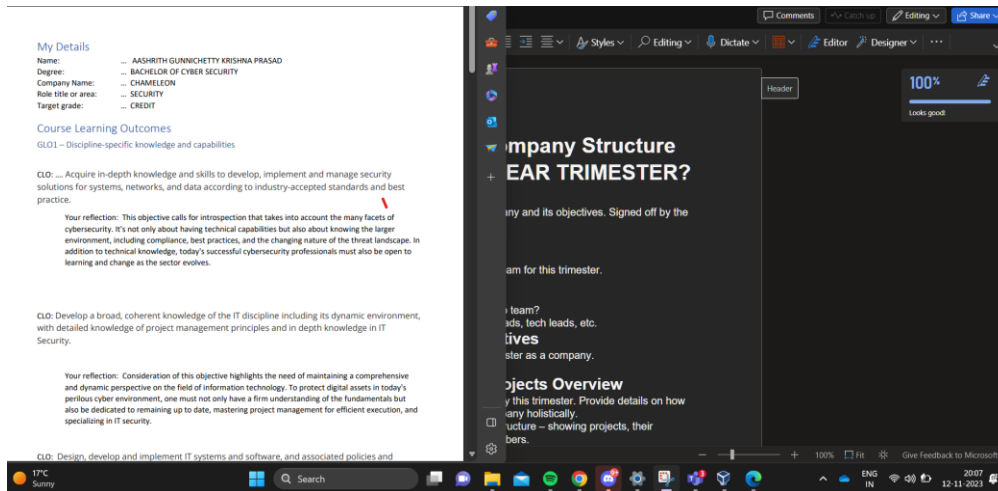 My Details
Name: ... AASHRITH GUNNICHETTY KRISHNA PRASAD
Degree: ... BACHELOR OF CYBER SECURITY
Company Name: ... CHAMELEON
Role title or area: ... SECURITY
Target grade: ... CREDIT
Course Learning Outcomes
GLO1 – Discipline-specific knowledge and capabilities
CLO: .... Acquire in-depth knowledge and skills to develop, implement and manage security
solutions for systems, networks, and data according to industry-accepted standards and best
practice.
Your reflection: This objective calls for introspection that takes into account the many facets of
cybersecurity. It's not only about having technical capabilities but also about knowing the larger
environment, including compliance, best practices, and the changing nature of the threat landscape. In
addition to technical knowledge, today's successful cybersecurity professionals must also be open to
learning and change as the sector evolves.
CLO: Develop a broad, coherent knowledge of the IT discipline including its dynamic environment,
with detailed knowledge of project management principles and in depth knowledge in IT
Security.
Your reflection: Consideration of this objective highlights the need of maintaining a comprehensive
and dynamic perspective on the field of information technology. To protect digital assets in today's
perilous cyber environment, one must not only have a firm understanding of the fundamentals but
also be dedicated to remaining up to date, mastering project management for efficient execution, and
specializing in IT security.
CLO: Design, develop and implement IT systems and software, and associated policies and
Comments Catch up Editing Share
Styles Editing Dictate Editor Designer ...
Header
100%
Looks good!
ompany Structure
EAR TRIMESTER?
any and its objectives. Signed off by the
am for this trimester.
team?
ads, tech leads, etc.
tives
ster as a company.
ojects Overview
y this trimester. Provide details on how
any holistically.
ructure – showing projects, their
bers.
100% Fit Give Feedback to Microsoft
17°C
Sunny
Search
ENG
IN
20:07
12-11-2023